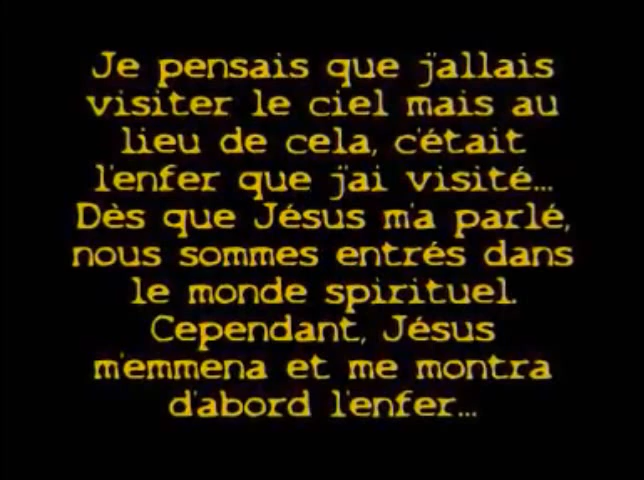 Je pensais que j'allais
visiter le ciel mais au
lieu de cela, c'était
l'enfer que j'ai visité...
Dès que Jésus m'a parlé,
nous sommes entrés dans
le monde spirituel.
Cependant, Jésus
m'emmena et me montra
d'abord l'enfer...